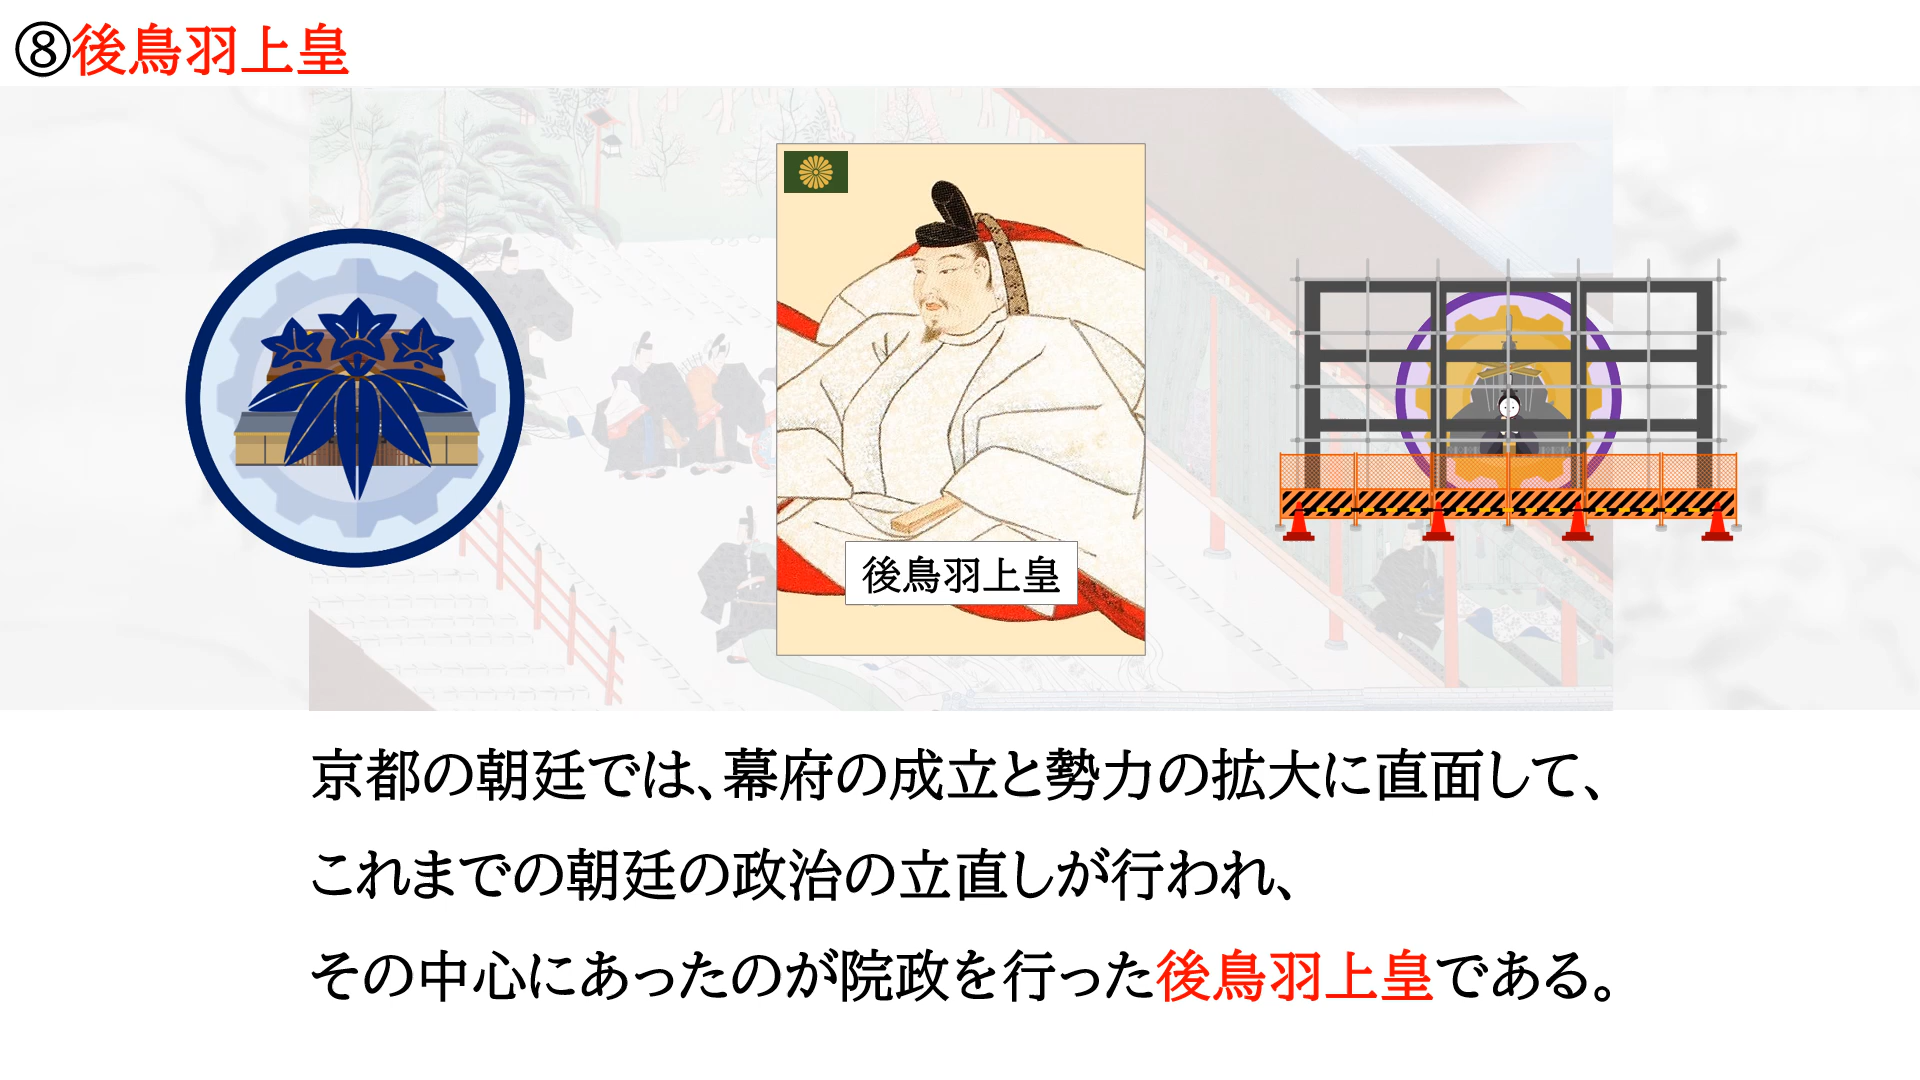 ⑧後鳥羽上皇
後鳥羽上皇
京都の朝廷では、幕府の成立と勢力の拡大に直面して、
これまでの朝廷の政治の立直しが行われ、
その中心にあったのが院政を行った後鳥羽上皇である。